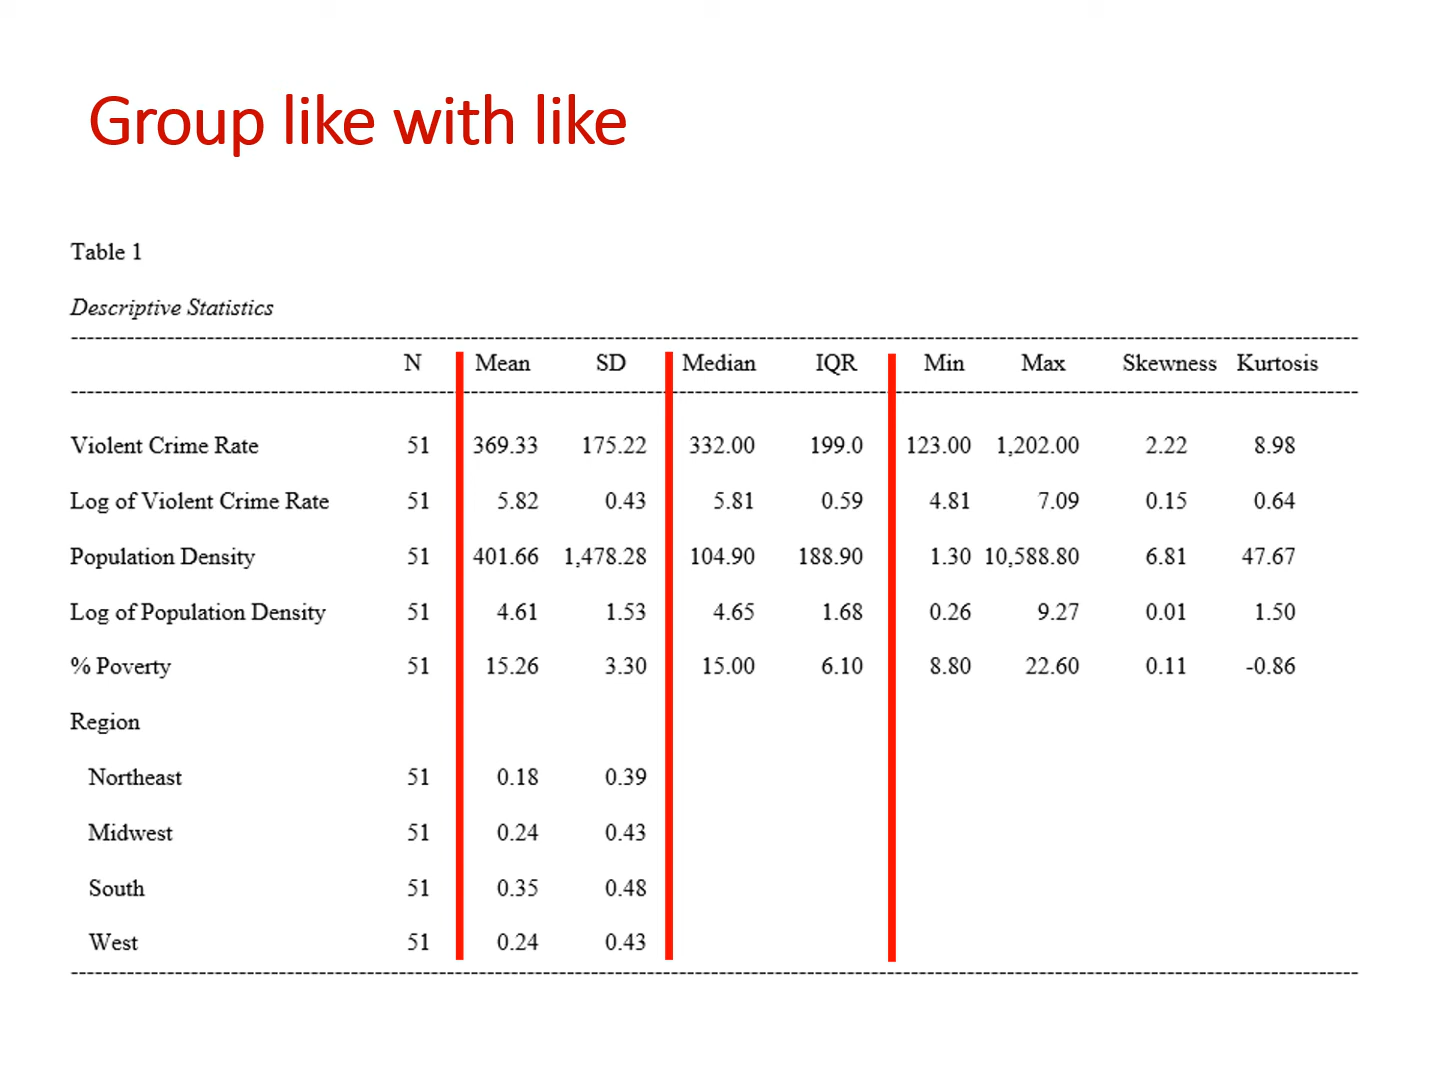 Group like with like
Table 1
Descriptive Statistics
N Mean SD Median IQR Min Max Skewness Kurtosis
Violent Crime Rate 51 369.33 175.22 332.00 199.0 123.00 1,202.00 2.22 8.98
Log of Violent Crime Rate 51 5.82 0.43 5.81 0.59 4.81 7.09 0.15 0.64
Population Density 51 401.66 1,478.28 104.90 188.90 1.30 10,588.80 6.81 47.67
Log of Population Density 51 4.61 1.53 4.65 1.68 0.26 9.27 0.01 1.50
% Poverty 51 15.26 3.30 15.00 6.10 8.80 22.60 0.11 -0.86
Region
Northeast 51 0.18 0.39
Midwest 51 0.24 0.43
South 51 0.35 0.48
West 51 0.24 0.43